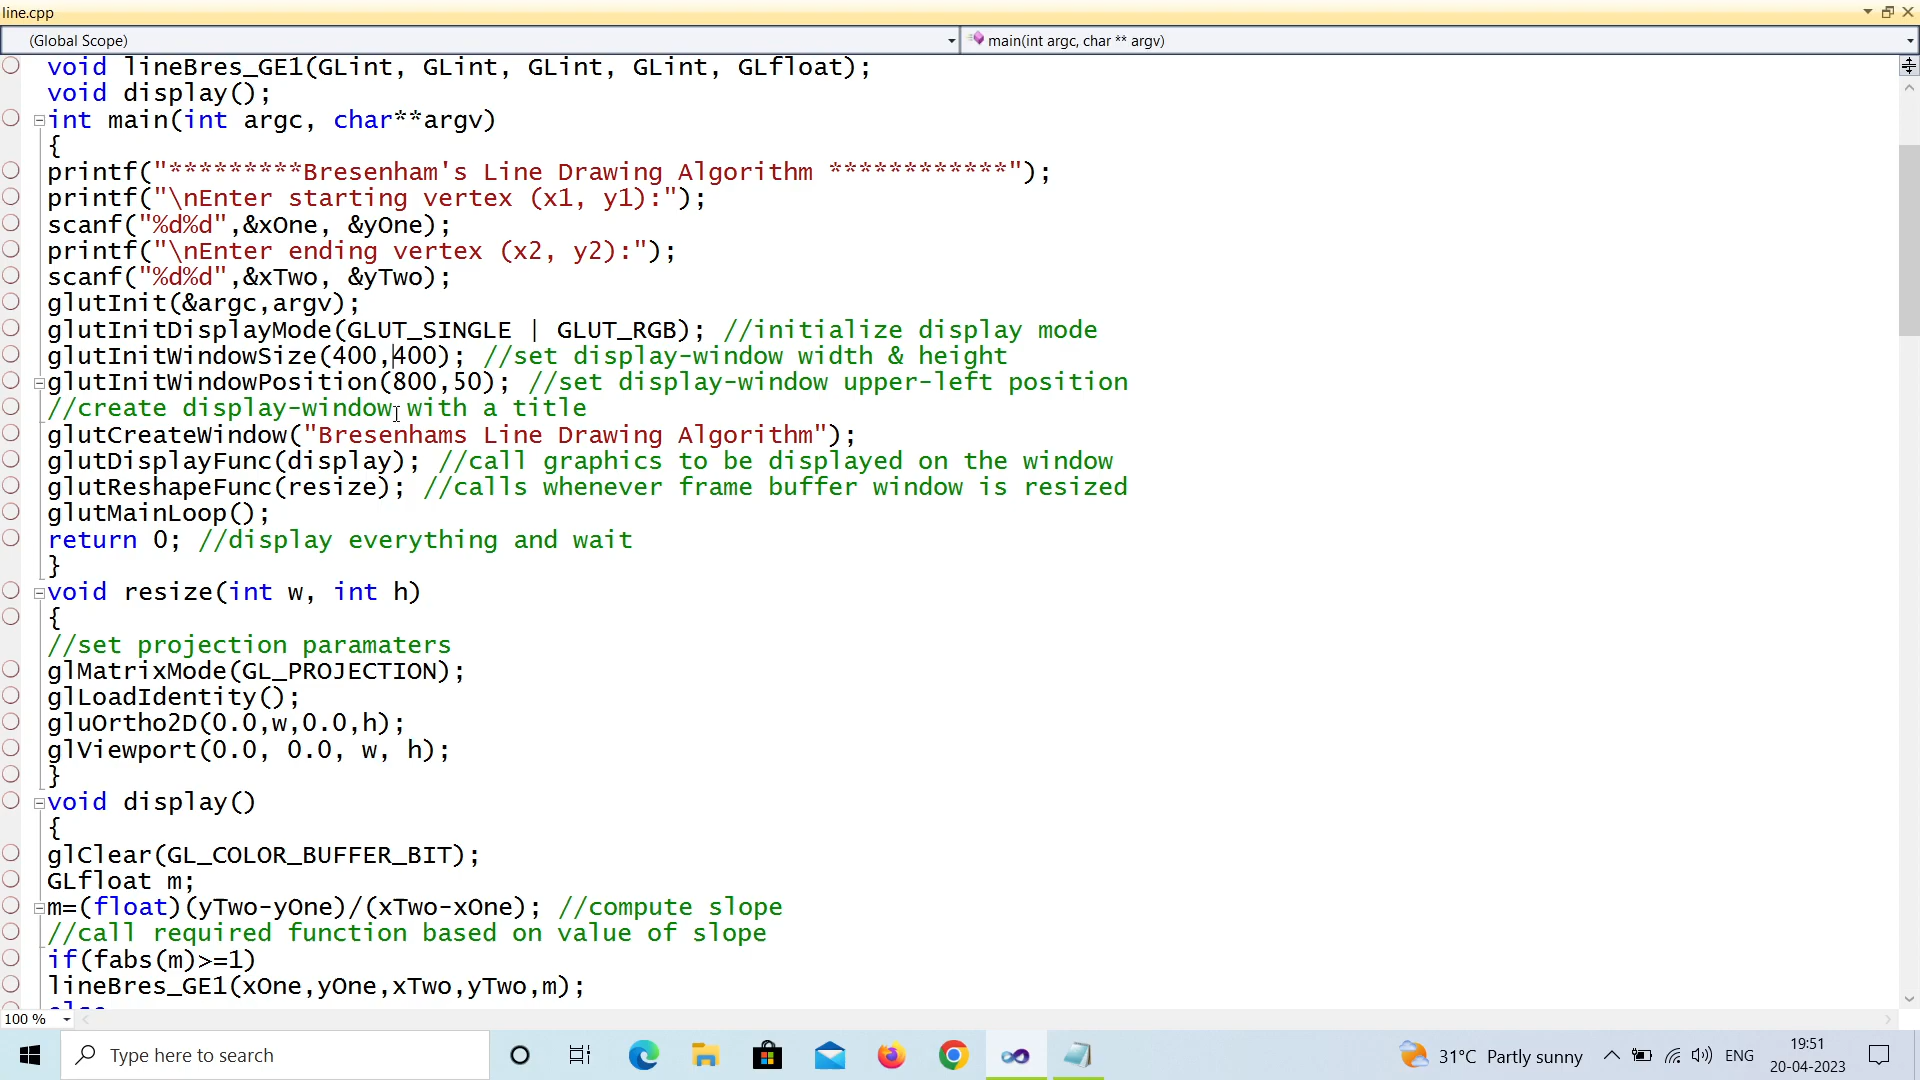 line.cpp
(Global Scope)
main(int argc, char ** argv)
void lineBres_GE1(GLint, GLint, GLint, GLint, GLfloat);
void display();
int main(int argc, char**argv)
{
printf("*********Bresenham's Line Drawing Algorithm ************");
printf("\nEnter starting vertex (x1, y1):");
scanf("%d%d",&xOne, &yOne);
printf("\nEnter ending vertex (x2, y2):");
scanf("%d%d",&xTwo, &yTwo);
glutInit(&argc,argv);
glutInitDisplayMode(GLUT_SINGLE | GLUT_RGB); //initialize display mode
glutInitWindowSize(400,400); //set display-window width & height
glutInitWindowPosition(800,50); //set display-window upper-left position
//create display-window with a title
glutCreateWindow("Bresenhams Line Drawing Algorithm");
glutDisplayFunc(display); //call graphics to be displayed on the window
glutReshapeFunc(resize); //calls whenever frame buffer window is resized
glutMainLoop();
return 0; //display everything and wait
}
void resize(int w, int h)
{
//set projection paramaters
glMatrixMode(GL_PROJECTION);
glLoadIdentity();
gluOrtho2D(0.0,w,0.0,h);
glViewport(0.0, 0.0, w, h);
}
void display()
{
glClear(GL_COLOR_BUFFER_BIT);
GLfloat m;
m=(float)(yTwo-yOne)/(xTwo-xOne); //compute slope
//call required function based on value of slope
if(fabs(m)>=1)
lineBres_GE1(xOne,yOne,xTwo,yTwo,m);
else
100 %
Type here to search
31°C Partly sunny
ENG
19:51
20-04-2023